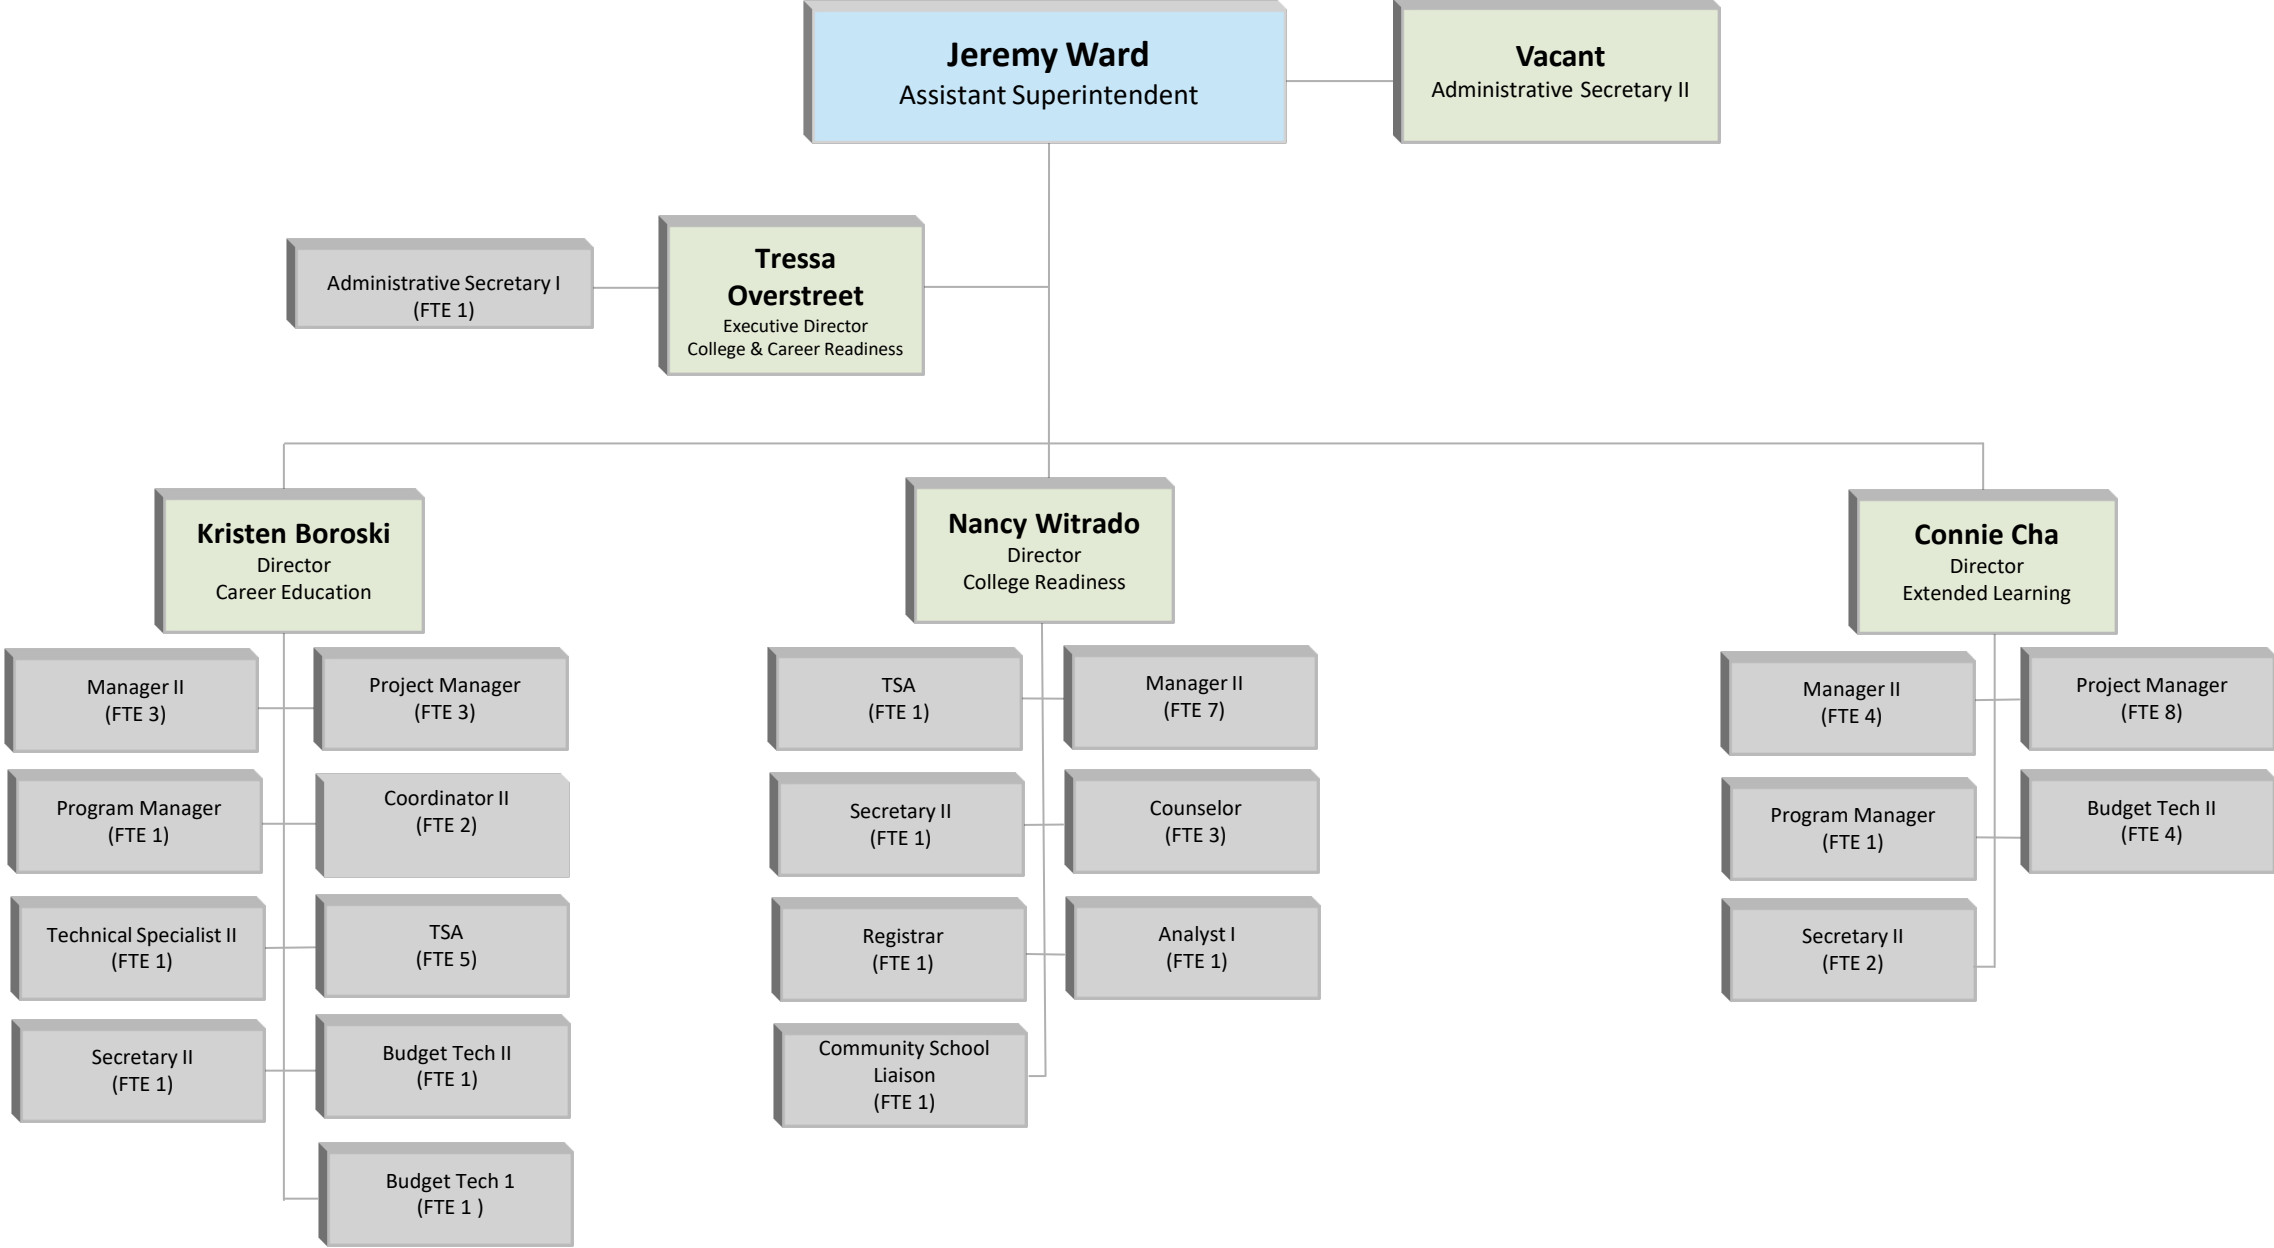 Jeremy Ward
Assistant Superintendent
Vacant
Administrative Secretary II
Administrative Secretary I
(FTE 1)
Tressa
Overstreet
Executive Director
College & Career Readiness
Kristen Boroski
Director
Career Education
Manager II
(FTE 3)
Project Manager
(FTE 3)
Program Manager
(FTE 1)
Coordinator II
(FTE 2)
Technical Specialist II
(FTE 1)
TSA
(FTE 5)
Secretary II
(FTE 1)
Budget Tech II
(FTE 1)
Budget Tech 1
(FTE 1 )
Nancy Witrado
Director
College Readiness
TSA
(FTE 1)
Manager II
(FTE 7)
Secretary II
(FTE 1)
Counselor
(FTE 3)
Registrar
(FTE 1)
Analyst I
(FTE 1)
Community School
Liaison
(FTE 1)
Connie Cha
Director
Extended Learning
Manager II
(FTE 4)
Project Manager
(FTE 8)
Program Manager
(FTE 1)
Budget Tech II
(FTE 4)
Secretary II
(FTE 2)